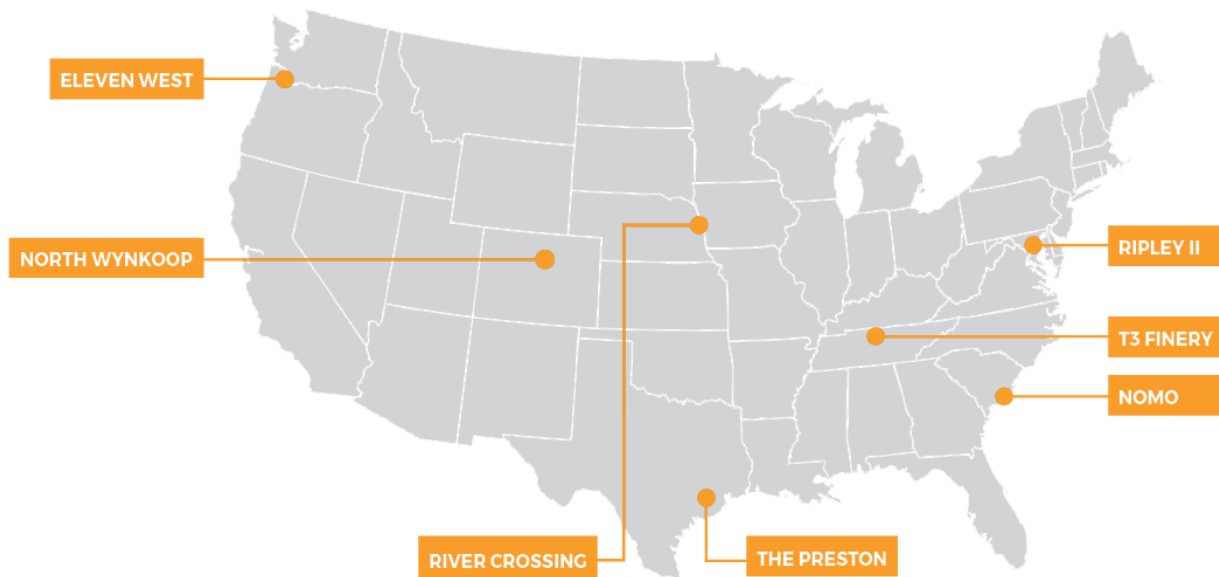 ELEVEN WEST
NORTH WYNKOOP
RIPLEY II
T3 FINERY
NOMO
RIVER CROSSING
THE PRESTON